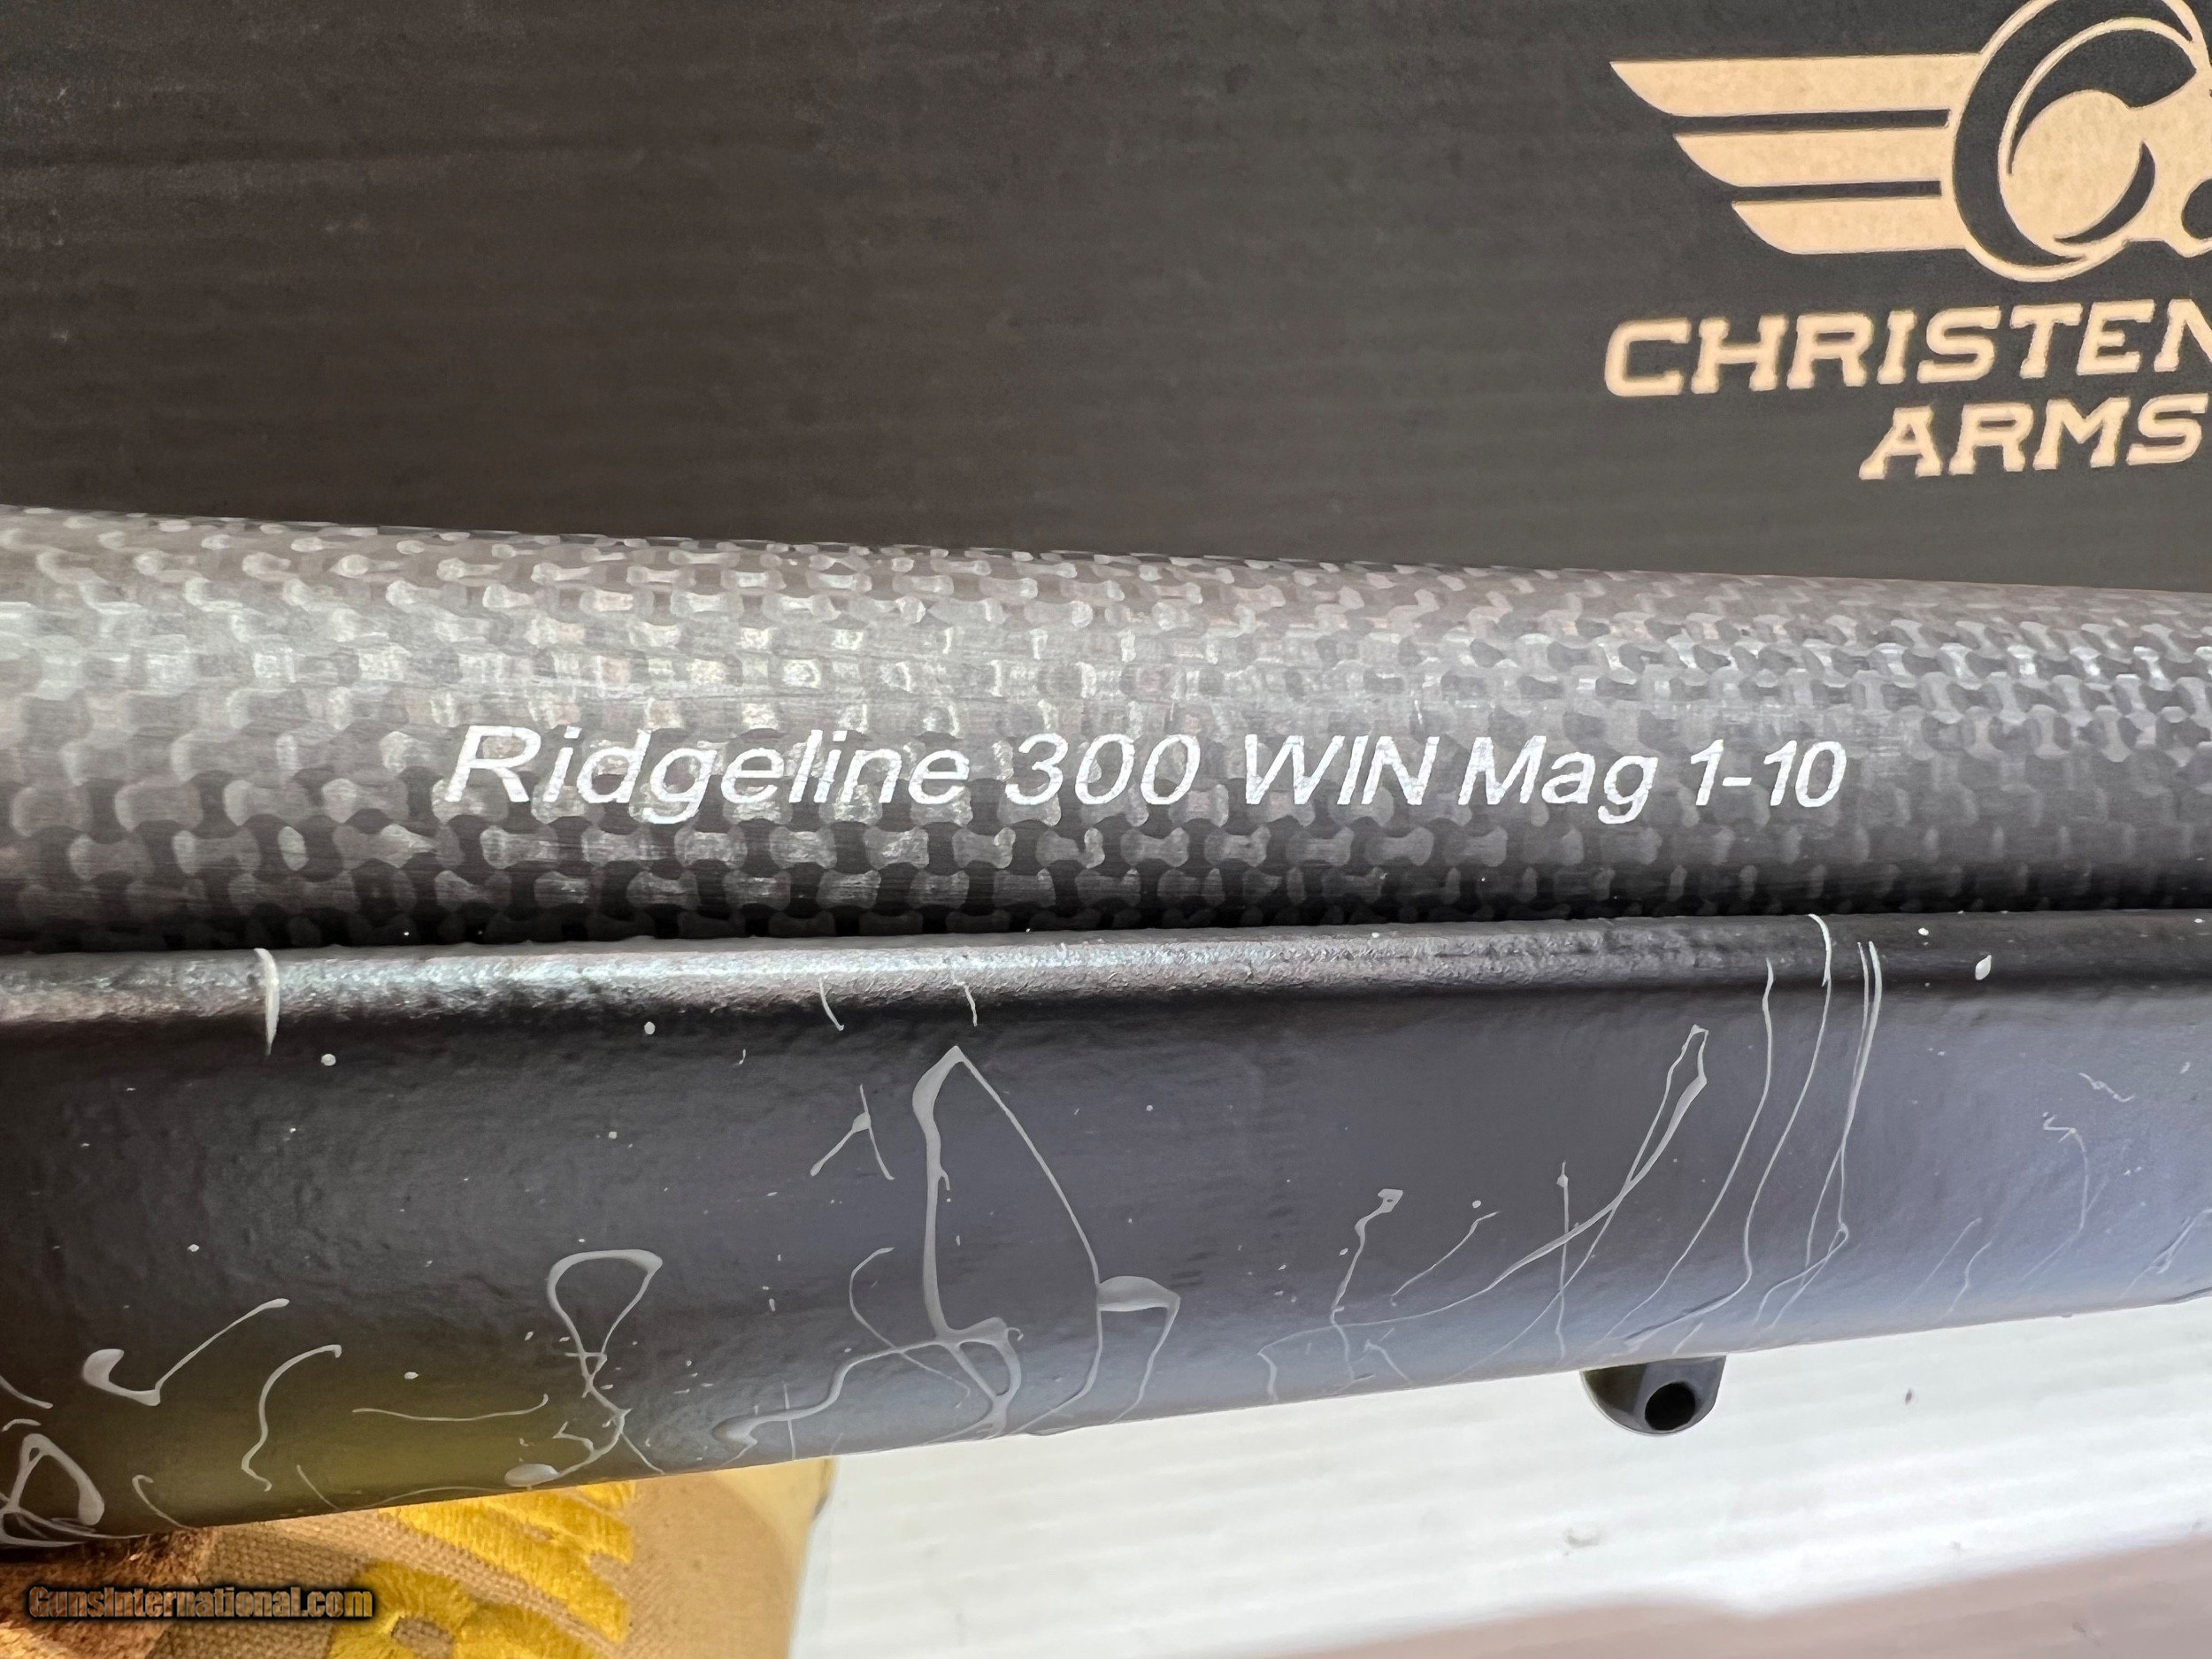 CHRISTEN
ARMS
Ridgeline 300 WIN Mag 1-10
GunsInternational.com